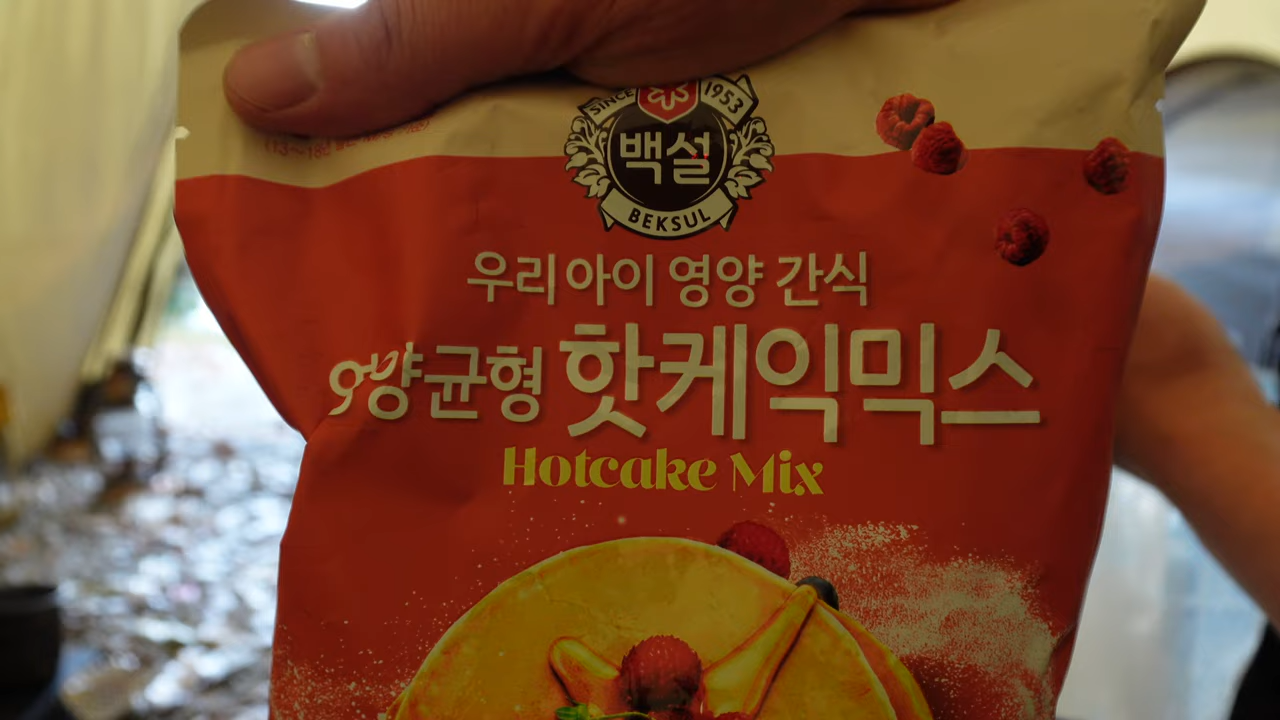 SINCE 1953
백설
BEKSUL
우리 아이 영양 간식
영양균형 핫케익믹스
Hotcake Mix